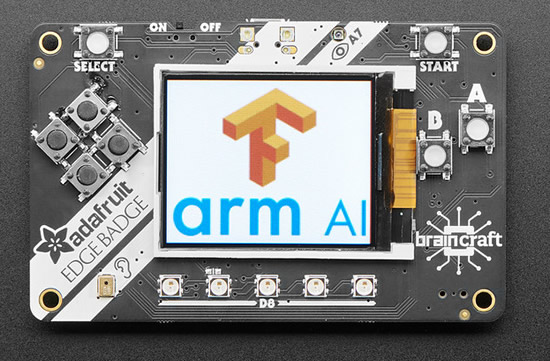 ON OFF
A7
SELECT
START
A
B
arm AI
adafruit
EDGE BADGE
braincraft
D8